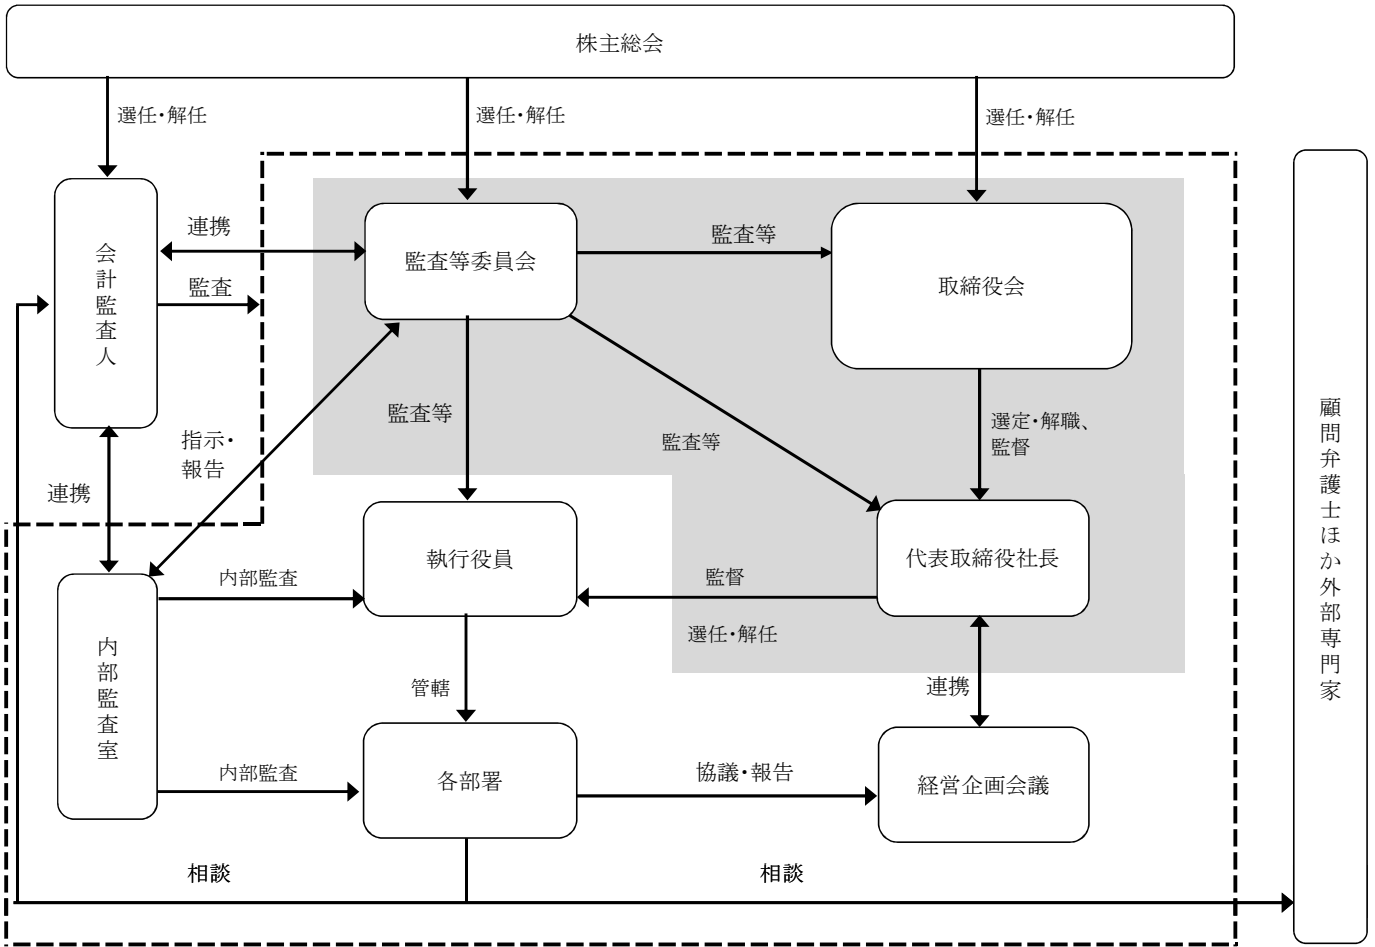 株主総会
選任・解任
選任・解任
選任・解任
連携
監査
会計監査人
監査等委員会
監査等
取締役会
監査等
監査等
選定・解職、
監督
指示・
報告
連携
執行役員
代表取締役社長
内部監査
監督
選任・解任
内部監査室
管轄
連携
内部監査
各部署
協議・報告
経営企画会議
相談
相談
顧問弁護士ほか外部専門家